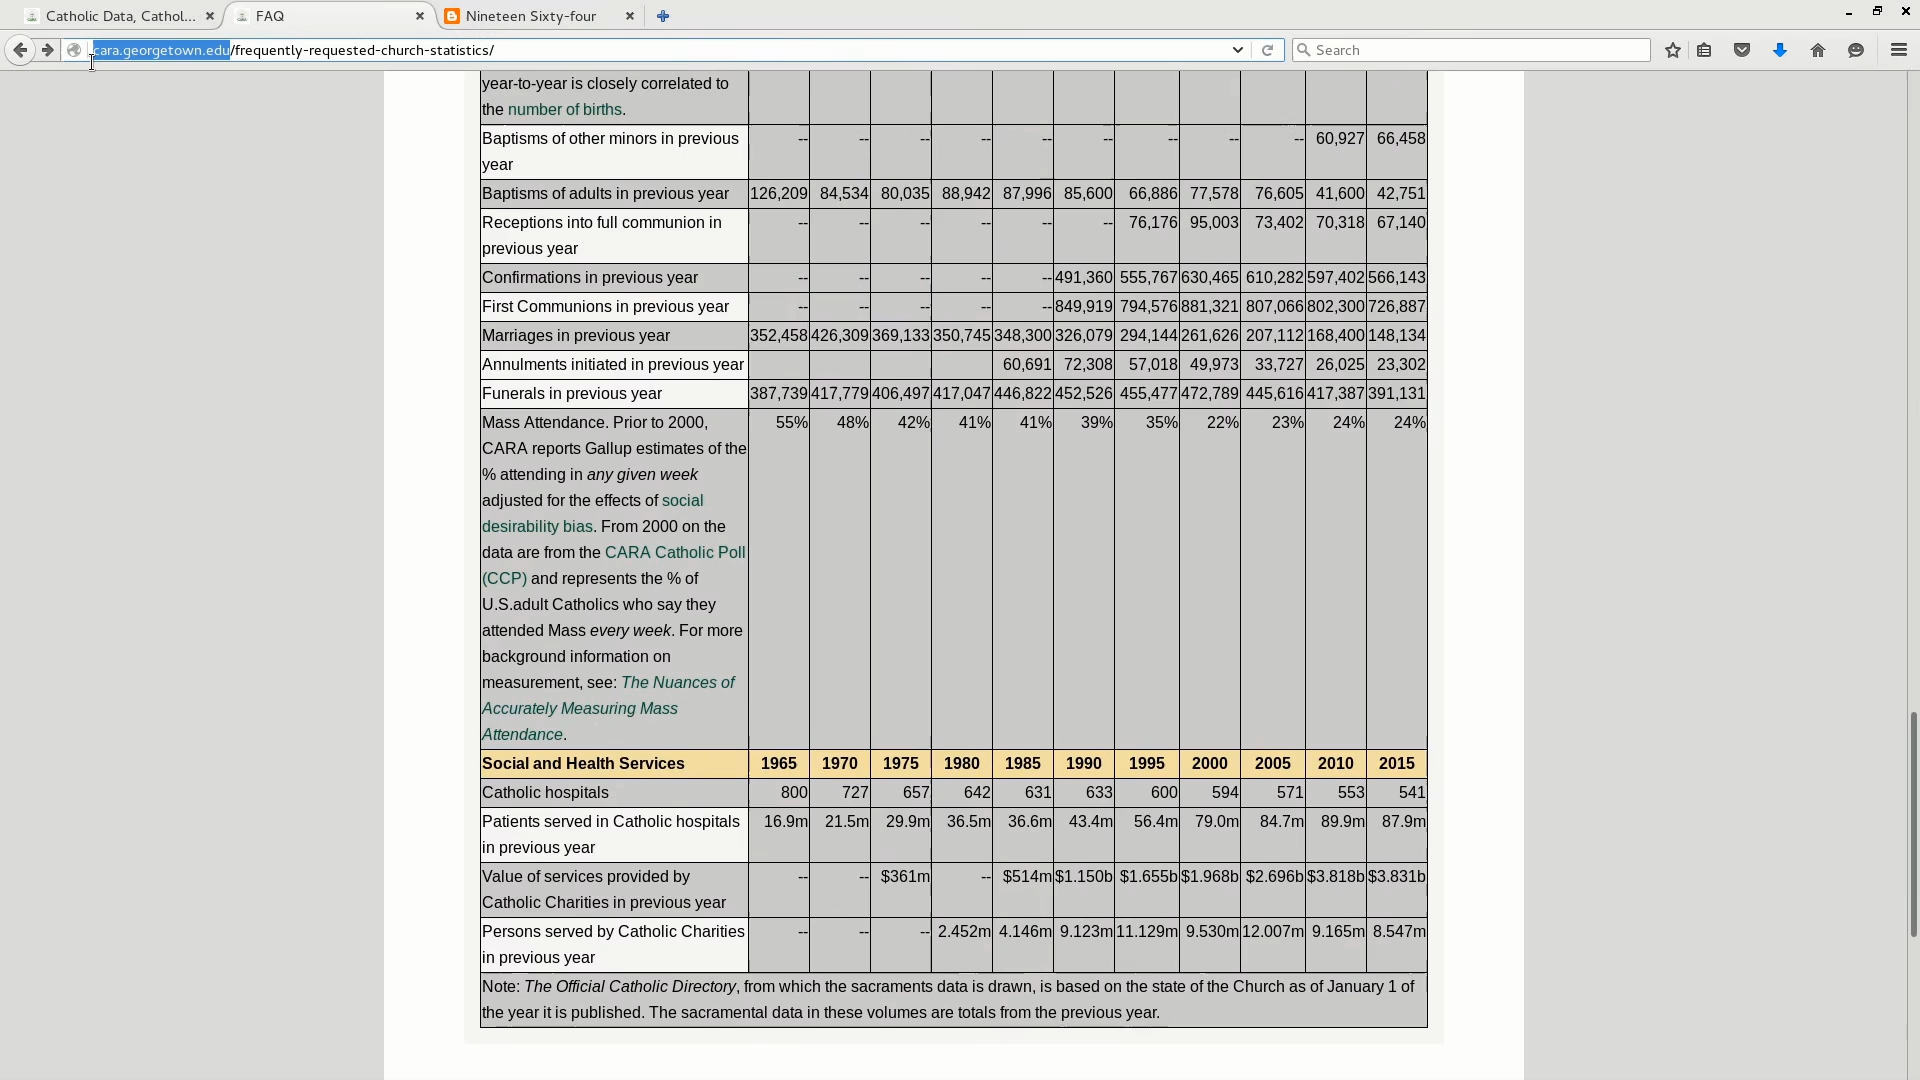 Catholic Data, Cathol...
FAQ
Nineteen Sixty-four
cara.georgetown.edu/frequently-requested-church-statistics/
Search
year-to-year is closely correlated to
the number of births.
Baptisms of other minors in previous
year
-- -- -- -- -- -- -- -- -- 60,927 66,458
Baptisms of adults in previous year 126,209 84,534 80,035 88,942 87,996 85,600 66,886 77,578 76,605 41,600 42,751
Receptions into full communion in
previous year
-- -- -- -- -- -- 76,176 95,003 73,402 70,318 67,140
Confirmations in previous year -- -- -- -- -- 491,360 555,767 630,465 610,282 597,402 566,143
First Communions in previous year -- -- -- -- -- 849,919 794,576 881,321 807,066 802,300 726,887
Marriages in previous year 352,458 426,309 369,133 350,745 348,300 326,079 294,144 261,626 207,112 168,400 148,134
Annulments initiated in previous year 60,691 72,308 57,018 49,973 33,727 26,025 23,302
Funerals in previous year 387,739 417,779 406,497 417,047 446,822 452,526 455,477 472,789 445,616 417,387 391,131
Mass Attendance. Prior to 2000, 55% 48% 42% 41% 41% 39% 35% 22% 23% 24% 24%
CARA reports Gallup estimates of the
% attending in any given week
adjusted for the effects of social
desirability bias. From 2000 on the
data are from the CARA Catholic Poll
(CCP) and represents the % of
U.S.adult Catholics who say they
attended Mass every week. For more
background information on
measurement, see: The Nuances of
Accurately Measuring Mass
Attendance.
Social and Health Services 1965 1970 1975 1980 1985 1990 1995 2000 2005 2010 2015
Catholic hospitals 800 727 657 642 631 633 600 594 571 553 541
Patients served in Catholic hospitals
in previous year
16.9m 21.5m 29.9m 36.5m 36.6m 43.4m 56.4m 79.0m 84.7m 89.9m 87.9m
Value of services provided by
Catholic Charities in previous year
-- -- $361m -- $514m $1.150b $1.655b $1.968b $2.696b $3.818b $3.831b
Persons served by Catholic Charities
in previous year
-- -- -- 2.452m 4.146m 9.123m 11.129m 9.530m 12.007m 9.165m 8.547m
Note: The Official Catholic Directory, from which the sacraments data is drawn, is based on the state of the Church as of January 1 of
the year it is published. The sacramental data in these volumes are totals from the previous year.